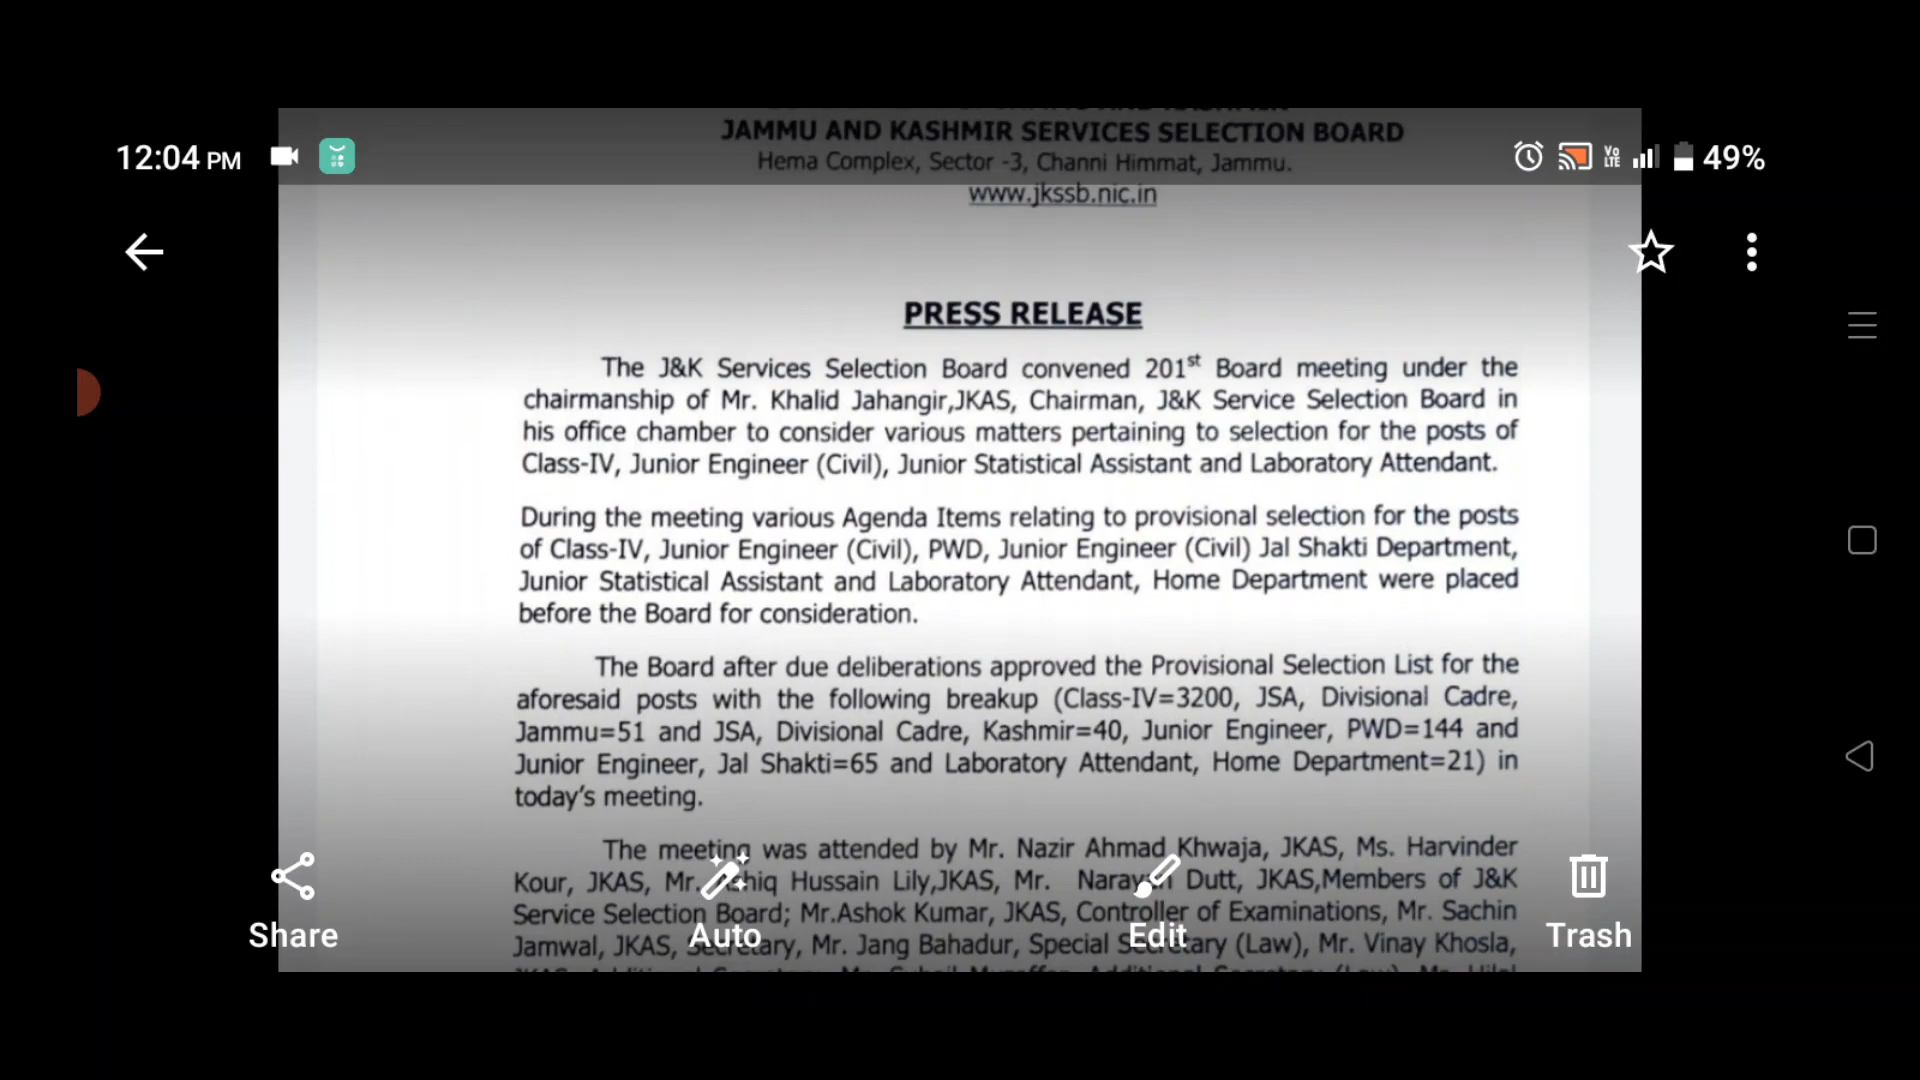 JAMMU AND KASHMIR SERVICES SELECTION BOARD
12:04 PM
49%
Hema Complex, Sector -3, Channi Himmat, Jammu.
www.jkssb.nic.in
PRESS RELEASE
The J&K Services Selection Board convened 201st Board meeting under the
chairmanship of Mr. Khalid Jahangir,JKAS, Chairman, J&K Service Selection Board in
his office chamber to consider various matters pertaining to selection for the posts of
Class-IV, Junior Engineer (Civil), Junior Statistical Assistant and Laboratory Attendant.
During the meeting various Agenda Items relating to provisional selection for the posts
of Class-IV, Junior Engineer (Civil), PWD, Junior Engineer (Civil) Jal Shakti Department,
Junior Statistical Assistant and Laboratory Attendant, Home Department were placed
before the Board for consideration.
The Board after due deliberations approved the Provisional Selection List for the
aforesaid posts with the following breakup (Class-IV=3200, JSA, Divisional Cadre,
Jammu=51 and JSA, Divisional Cadre, Kashmir=40, Junior Engineer, PWD=144 and
Junior Engineer, Jal Shakti=65 and Laboratory Attendant, Home Department=21) in
today's meeting.
The meeting was attended by Mr. Nazir Ahmad Khwaja, JKAS, Ms. Harvinder
Kour, JKAS, Mr. Ashiq Hussain Lily,JKAS, Mr. Narayan Dutt, JKAS,Members of J&K
Service Selection Board; Mr.Ashok Kumar, JKAS, Controller of Examinations, Mr. Sachin
Jamwal, JKAS, Secretary, Mr. Jang Bahadur, Special Secretary (Law), Mr. Vinay Khosla,
Share
Auto
Edit
Trash